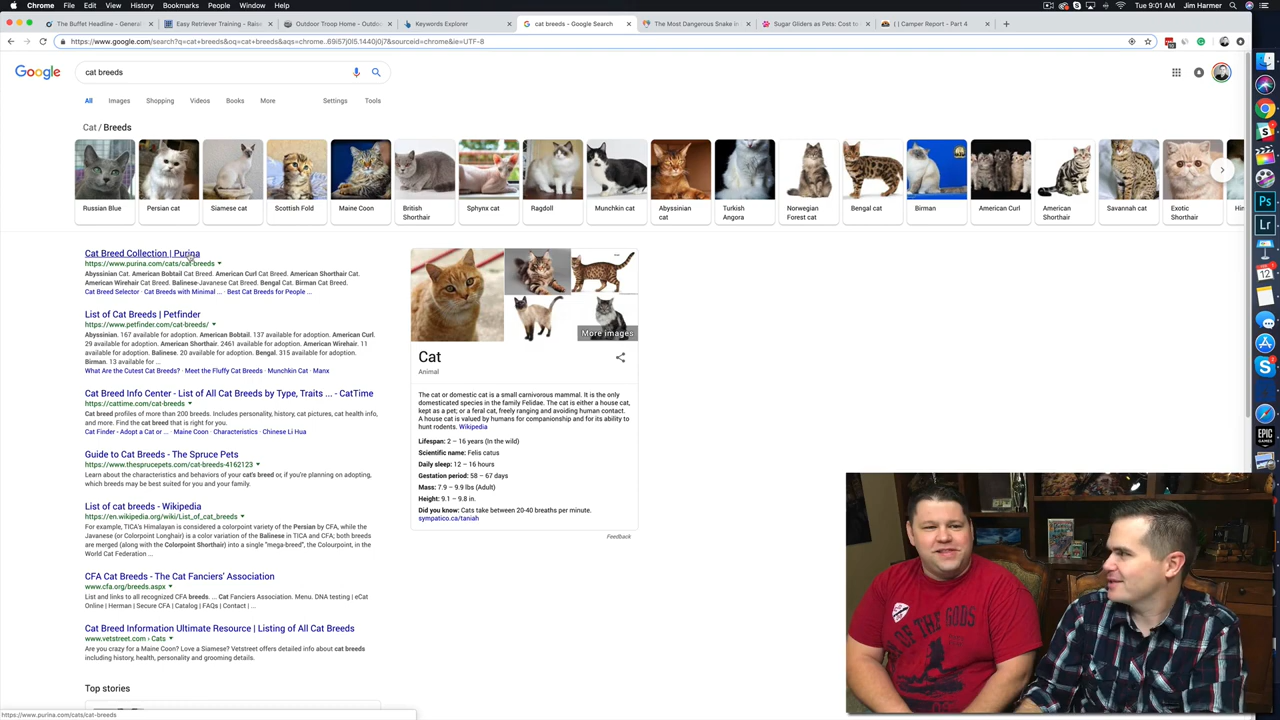 Chrome File Edit View History Bookmarks People Window Help
Tue 9:01 AM Jim Harmer
The Buffet Headline - General
Easy Retriever Training - Raise
Outdoor Troop Home - Outdo
Keywords Explorer
cat breeds - Google Search
The Most Dangerous Snake in
Sugar Gliders as Pets: Cost to
( ) Camper Report - Part 4
https://www.google.com/search?q=cat+breeds&oq=cat+breeds&aqs=chrome..69i57j0l5.1440j0j7&sourceid=chrome&ie=UTF-8
Google
cat breeds
All Images Shopping Videos Books More Settings Tools
Cat / Breeds
Russian Blue
Persian cat
Siamese cat
Scottish Fold
Maine Coon
British
Shorthair
Sphynx cat
Ragdoll
Munchkin cat
Abyssinian
cat
Turkish
Angora
Norwegian
Forest cat
Bengal cat
Birman
American Curl
American
Shorthair
Savannah cat
Exotic
Shorthair
Cat Breed Collection | Purina
https://www.purina.com/cats/cat-breeds
Abyssinian Cat. American Bobtail Cat Breed. American Curl Cat Breed. American Shorthair Cat.
American Wirehair Cat Breed. Balinese-Javanese Cat Breed. Bengal Cat. Birman Cat Breed.
Cat Breed Selector · Cat Breeds with Minimal ... · Best Cat Breeds for People ...
List of Cat Breeds | Petfinder
https://www.petfinder.com/cat-breeds/
Abyssinian. 167 available for adoption. American Bobtail. 137 available for adoption. American Curl.
29 available for adoption. American Shorthair. 2461 available for adoption. American Wirehair. 11
available for adoption. Balinese. 20 available for adoption. Bengal. 315 available for adoption.
Birman. 13 available for ...
What Are the Cutest Cat Breeds? · Meet the Fluffy Cat Breeds · Munchkin Cat · Manx
Cat Breed Info Center - List of All Cat Breeds by Type, Traits ... - CatTime
https://cattime.com/cat-breeds
Cat breed profiles of more than 200 breeds. Includes personality, history, cat pictures, cat health info,
and more. Find the cat breed that is right for you.
Cat Finder - Adopt a Cat or ... · Maine Coon · Characteristics · Chinese Li Hua
Guide to Cat Breeds - The Spruce Pets
https://www.thesprucepets.com/cat-breeds-4162123
Learn about the characteristics and behaviors of your cat's breed or, if you're planning on adopting,
which breeds may be best suited for you and your family.
List of cat breeds - Wikipedia
https://en.wikipedia.org/wiki/List_of_cat_breeds
For example, TICA's Himalayan is considered a colorpoint variety of the Persian by CFA, while the
Javanese (or Colorpoint Longhair) is a color variation of the Balinese in TICA and CFA; both breeds
are merged (along with the Colorpoint Shorthair) into a single "mega-breed", the Colourpoint, in the
World Cat Federation ...
CFA Cat Breeds - The Cat Fanciers' Association
www.cfa.org/breeds.aspx
List and links to all recognized CFA breeds. ... Cat Fanciers Association. Menu. DNA testing | eCat
Online | Herman | Secure CFA | Catalog | FAQs | Contact | ...
Cat Breed Information Ultimate Resource | Listing of All Cat Breeds
www.vetstreet.com › Cats
Are you crazy for a Maine Coon? Love a Siamese? Vetstreet offers detailed info about cat breeds
including history, health, personality and grooming details.
Top stories
https://www.purina.com/cats/cat-breeds
More images
Cat
Animal
The cat or domestic cat is a small carnivorous mammal. It is the only
domesticated species in the family Felidae. The cat is either a house cat,
kept as a pet; or a feral cat, freely ranging and avoiding human contact.
A house cat is valued by humans for companionship and for its ability to
hunt rodents. Wikipedia
Lifespan: 2 – 16 years (In the wild)
Scientific name: Felis catus
Daily sleep: 12 – 16 hours
Gestation period: 58 – 67 days
Mass: 7.9 – 9.9 lbs (Adult)
Height: 9.1 – 9.8 in.
Did you know: Cats take between 20-40 breaths per minute.
sympatico.ca/taniah
Feedback
Ps
Lr
12
EPIC
GAMES
OF THE GODS